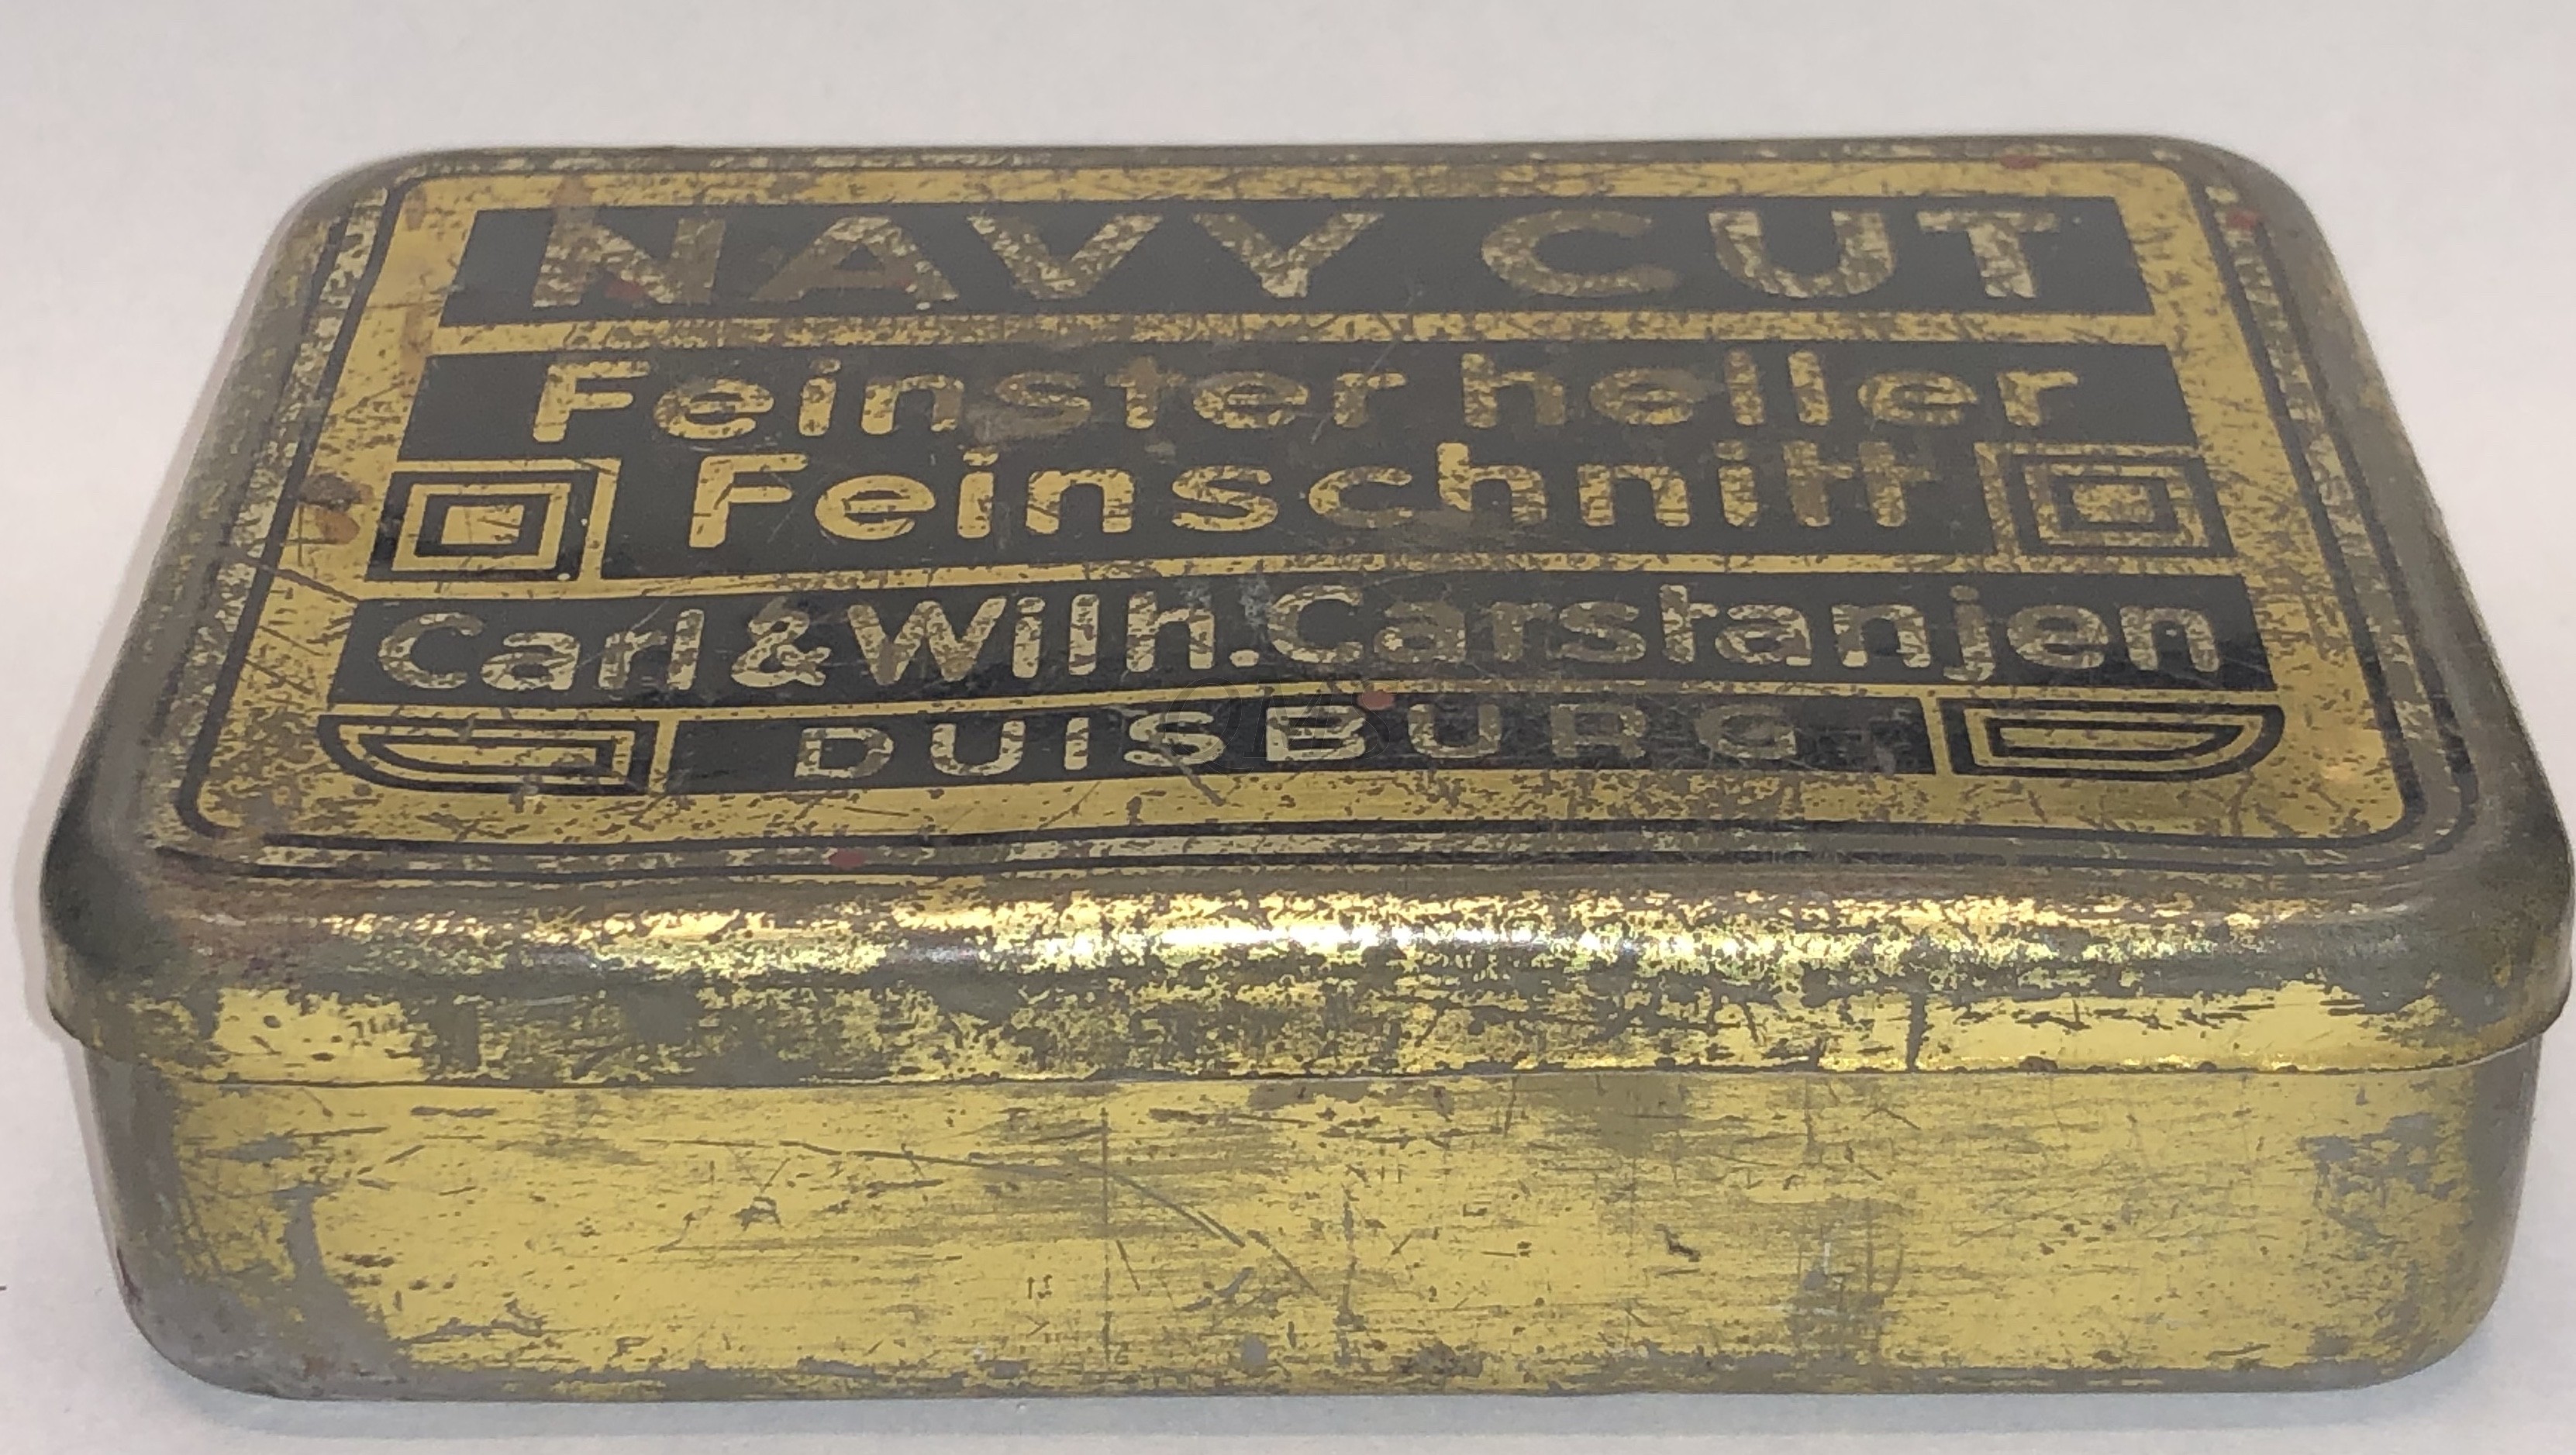 NAVY CUT
Feinster heller
Feinschnitt
Carl & Wilh. Carstanjen
DUISBURG